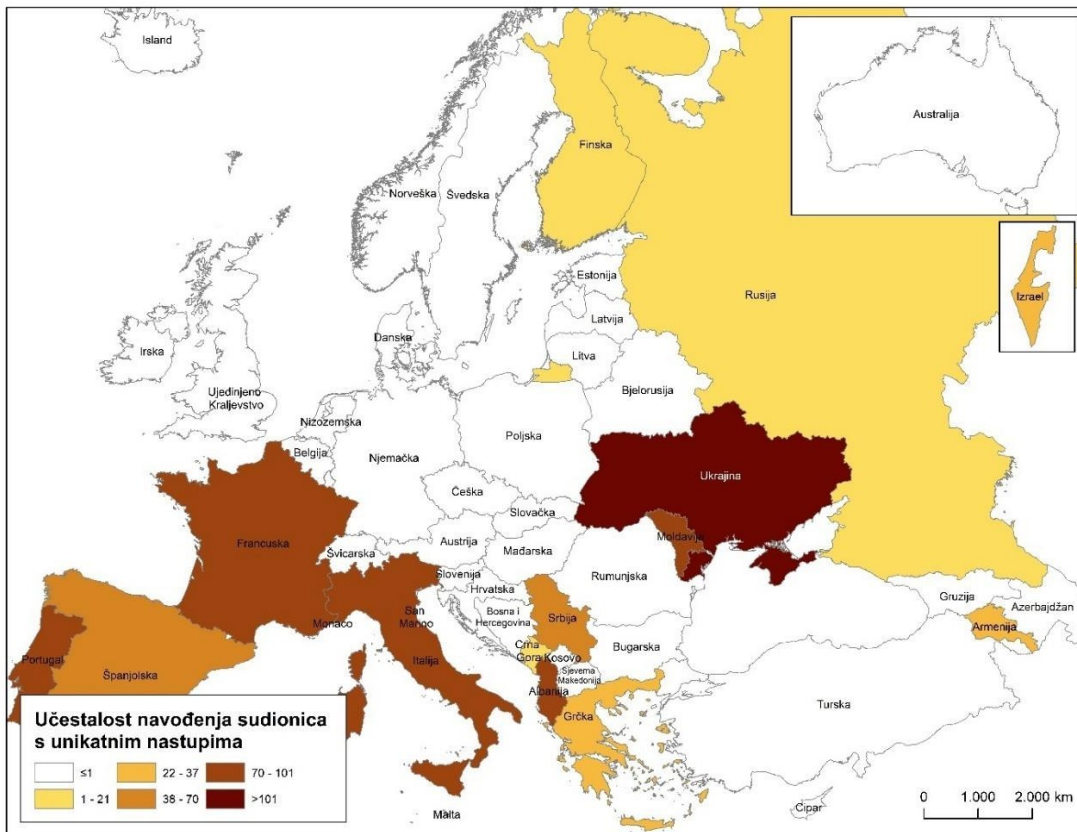 Island
Australija
Finska
Norveška
Švedska
Rusija
Izrael
Estonija
Latvija
Danska
Litva
Irska
Bjelorusija
Ujedinjeno
Kraljevstvo
Nizozemska
Poljska
Belgija
Njemačka
Ukrajina
Češka
Slovačka
Francuska
Moldavija
Austrija
Mađarska
Švicarska
Rumunjska
Slovenija
Hrvatska
Gruzija
Azerbajdžan
Bosna i
Hercegovina
San
Marino
Srbija
Monaco
Armenija
Crna
Gora
Kosovo
Bugarska
Portugal
Italija
Sjeverna
Makedonija
Španjolska
Albanija
Turska
Grčka
Učestalost navođenja sudionica
s unikatnim nastupima
≤1
22 - 37
70 - 101
1 - 21
38 - 70
>101
Malta
Cipar
0 1.000 2.000 km